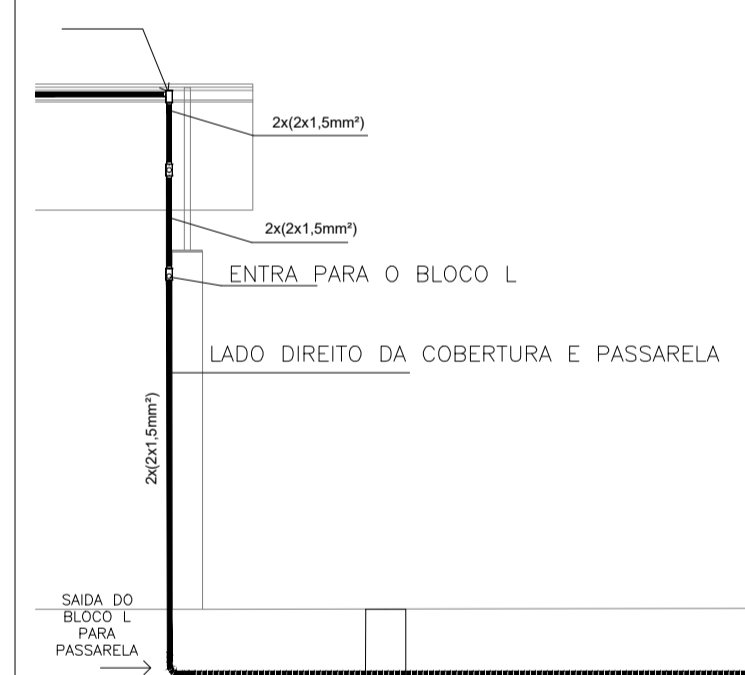 2x(2x1,5mm²)
2x(2x1,5mm²)
ENTRA PARA O BLOCO L
LADO DIREITO DA COBERTURA E PASSARELA
2x(2x1,5mm²)
SAIDA DO
BLOCO L
PARA
PASSARELA